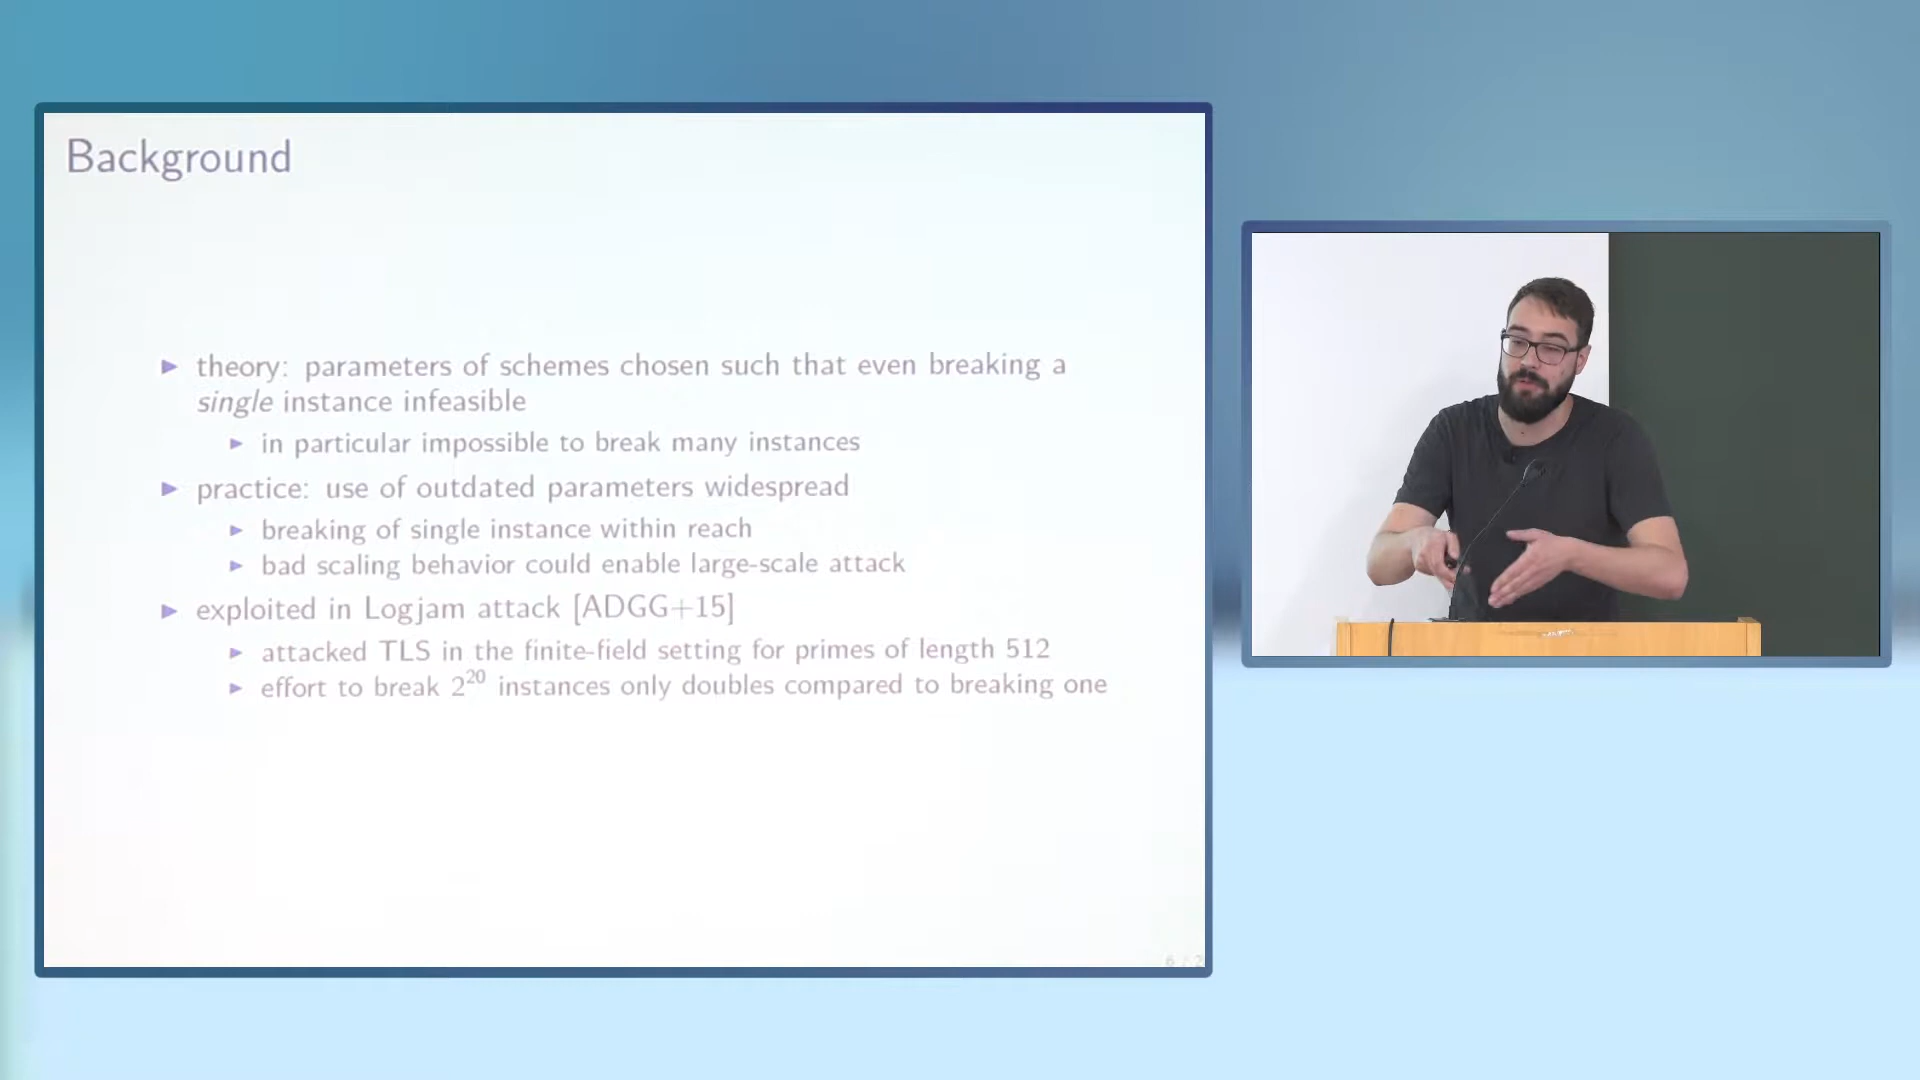 Background
▶ theory: parameters of schemes chosen such that even breaking a
single instance infeasible
▶ in particular impossible to break many instances
▶ practice: use of outdated parameters widespread
▶ breaking of single instance within reach
▶ bad scaling behavior could enable large-scale attack
▶ exploited in Logjam attack [ADGG+15]
▶ attacked TLS in the finite-field setting for primes of length 512
▶ effort to break 2²⁰ instances only doubles compared to breaking one
6 / 2